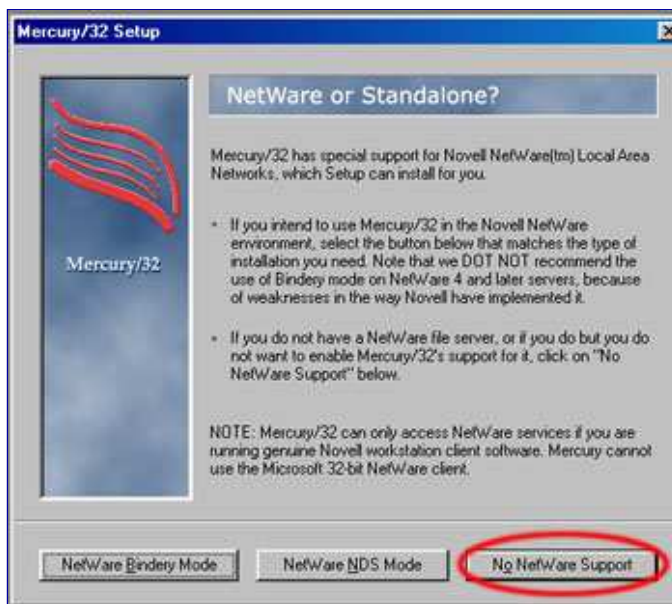 Mercury/32 Setup
NetWare or Standalone?
Mercury/32
Mercury/32 has special support for Novell NetWare(tm) Local Area
Networks, which Setup can install for you.
• If you intend to use Mercury/32 in the Novell NetWare
environment, select the button below that matches the type of
installation you need. Note that we DOT NOT recommend the
use of Bindery mode on NetWare 4 and later servers, because
of weaknesses in the way Novell have implemented it.
• If you do not have a NetWare file server, or if you do but you do
not want to enable Mercury/32's support for it, click on "No
NetWare Support" below.
NOTE: Mercury/32 can only access NetWare services if you are
running genuine Novell workstation client software. Mercury cannot
use the Microsoft 32-bit NetWare client.
NetWare Bindery Mode
NetWare NDS Mode
No NetWare Support